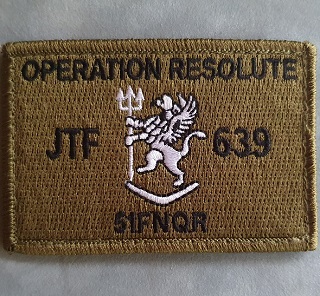 OPERATION RESOLUTE
JTF 639
51FNQR